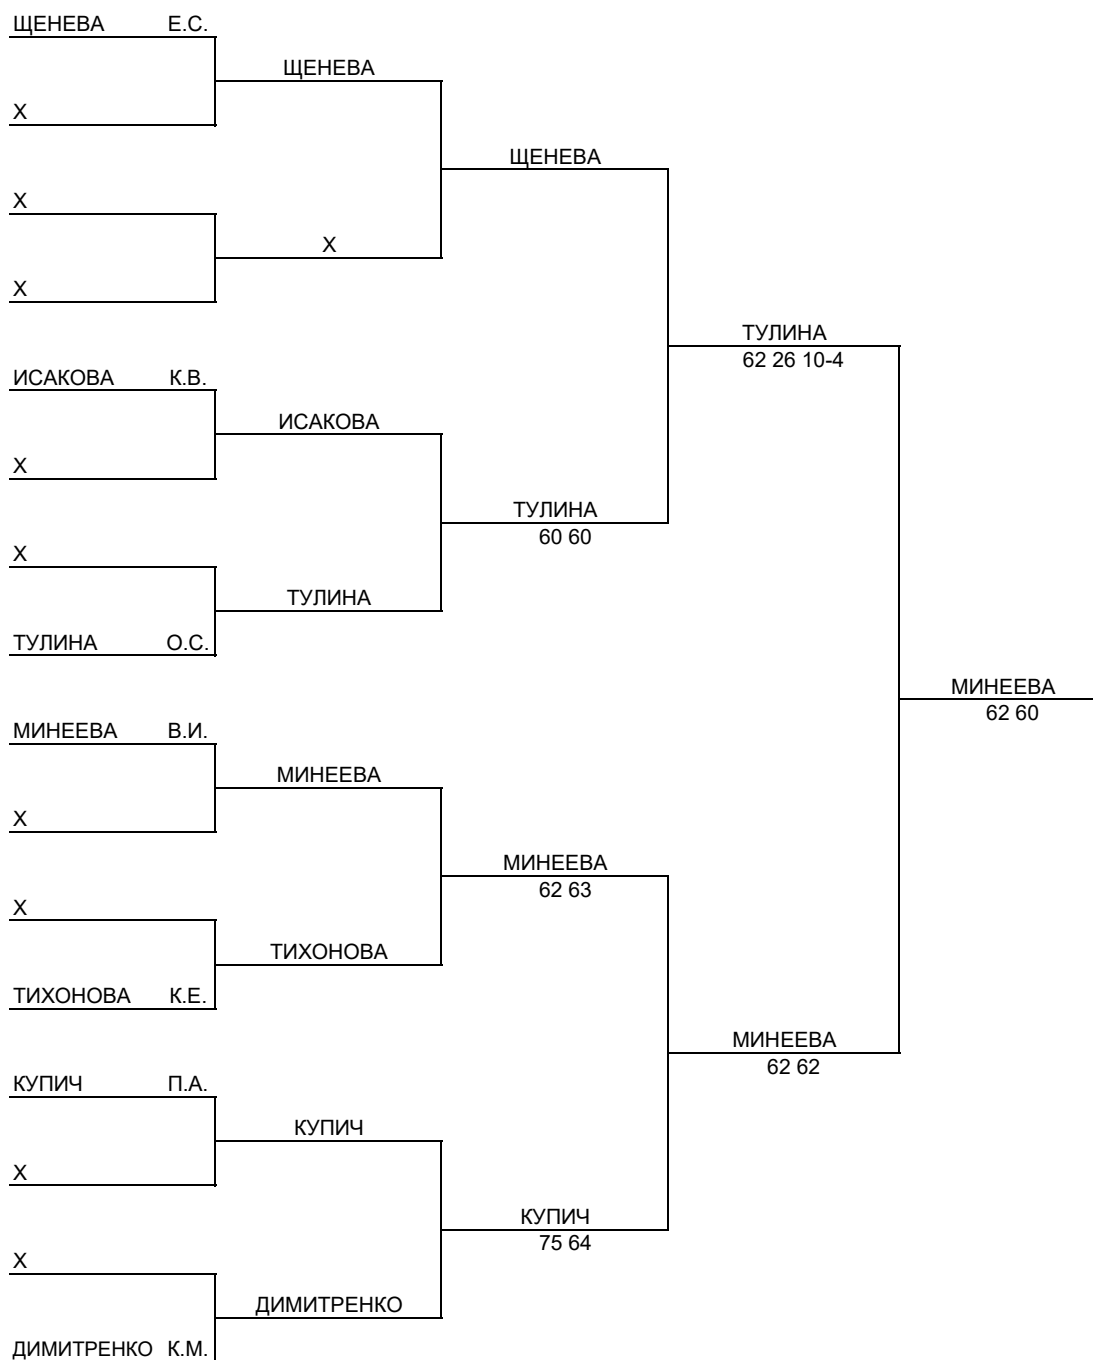 ЩЕНЕВА Е.С.
ЩЕНЕВА
Х
ЩЕНЕВА
Х
Х
Х
ТУЛИНА
62 26 10-4
ИСАКОВА К.В.
ИСАКОВА
Х
ТУЛИНА
60 60
Х
ТУЛИНА
ТУЛИНА О.С.
МИНЕЕВА
62 60
МИНЕЕВА В.И.
МИНЕЕВА
Х
МИНЕЕВА
62 63
Х
ТИХОНОВА
ТИХОНОВА К.Е.
МИНЕЕВА
62 62
КУПИЧ П.А.
КУПИЧ
Х
КУПИЧ
75 64
Х
ДИМИТРЕНКО
ДИМИТРЕНКО К.М.